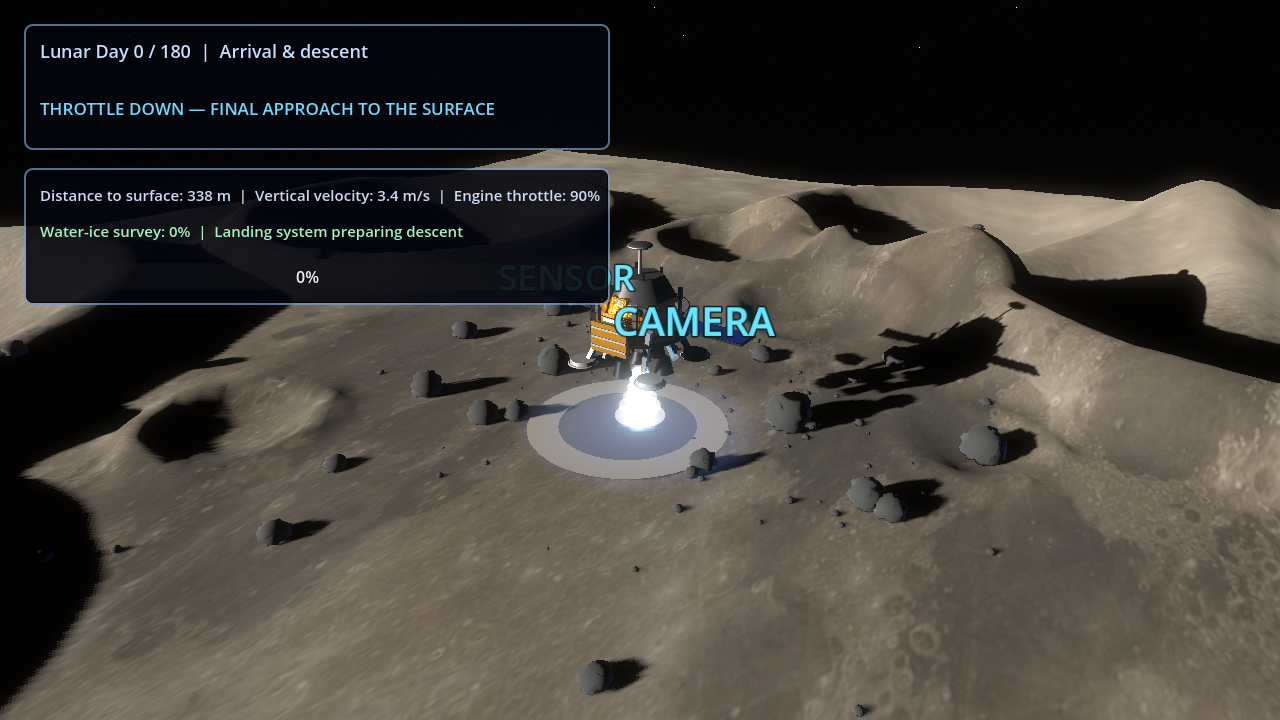 Lunar Day 0 / 180 | Arrival & descent
THROTTLE DOWN — FINAL APPROACH TO THE SURFACE
Distance to surface: 338 m | Vertical velocity: 3.4 m/s | Engine throttle: 90%
Water-ice survey: 0% | Landing system preparing descent
0%
SENSOR
CAMERA